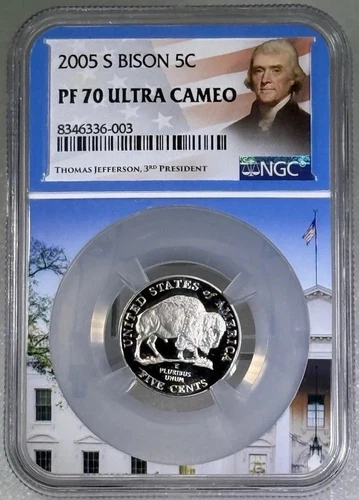 2005 S BISON 5C
PF 70 ULTRA CAMEO
8346336-003
THOMAS JEFFERSON, 3RD PRESIDENT
NGC
UNITED STATES of AMERICA
E
PLURIBUS
UNUM
FIVE CENTS